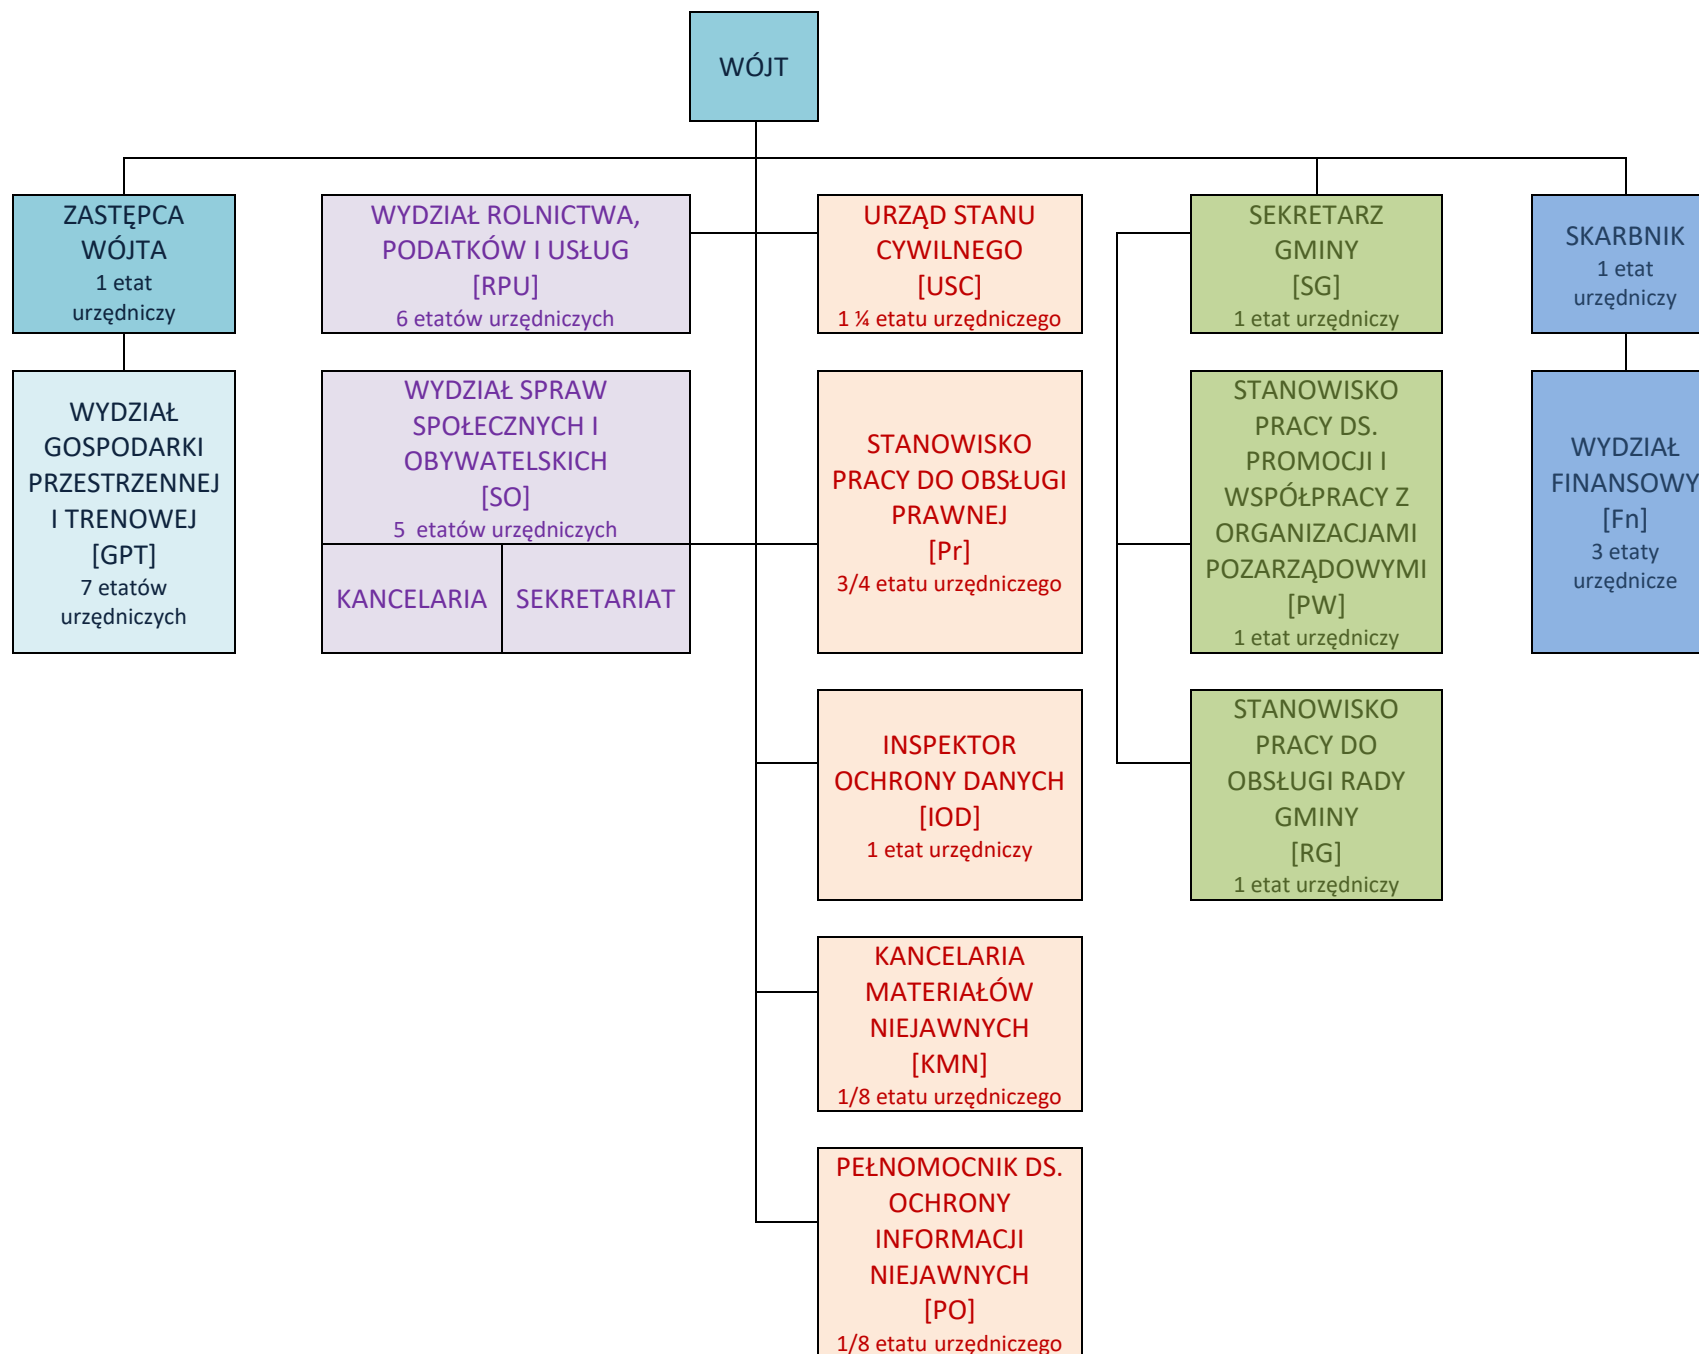 WÓJT
ZASTĘPCA
WÓJTA
1 etat
urzędniczy
WYDZIAŁ ROLNICTWA,
PODATKÓW I USŁUG
[RPU]
6 etatów urzędniczych
URZĄD STANU
CYWILNEGO
[USC]
1 ¼ etatu urzędniczego
SEKRETARZ
GMINY
[SG]
1 etat urzędniczy
SKARBNIK
1 etat
urzędniczy
WYDZIAŁ
GOSPODARKI
PRZESTRZENNEJ
I TRENOWEJ
[GPT]
7 etatów
urzędniczych
WYDZIAŁ SPRAW
SPOŁECZNYCH I
OBYWATELSKICH
[SO]
5  etatów urzędniczych
KANCELARIA
SEKRETARIAT
STANOWISKO
PRACY DO OBSŁUGI
PRAWNEJ
[Pr]
3/4 etatu urzędniczego
STANOWISKO
PRACY DS.
PROMOCJI I
WSPÓŁPRACY Z
ORGANIZACJAMI
POZARZĄDOWYMI
[PW]
1 etat urzędniczy
WYDZIAŁ
FINANSOWY
[Fn]
3 etaty
urzędnicze
INSPEKTOR
OCHRONY DANYCH
[IOD]
1 etat urzędniczy
STANOWISKO
PRACY DO
OBSŁUGI RADY
GMINY
[RG]
1 etat urzędniczy
KANCELARIA
MATERIAŁÓW
NIEJAWNYCH
[KMN]
1/8 etatu urzędniczego
PEŁNOMOCNIK DS.
OCHRONY
INFORMACJI
NIEJAWNYCH
[PO]
1/8 etatu urzędniczego